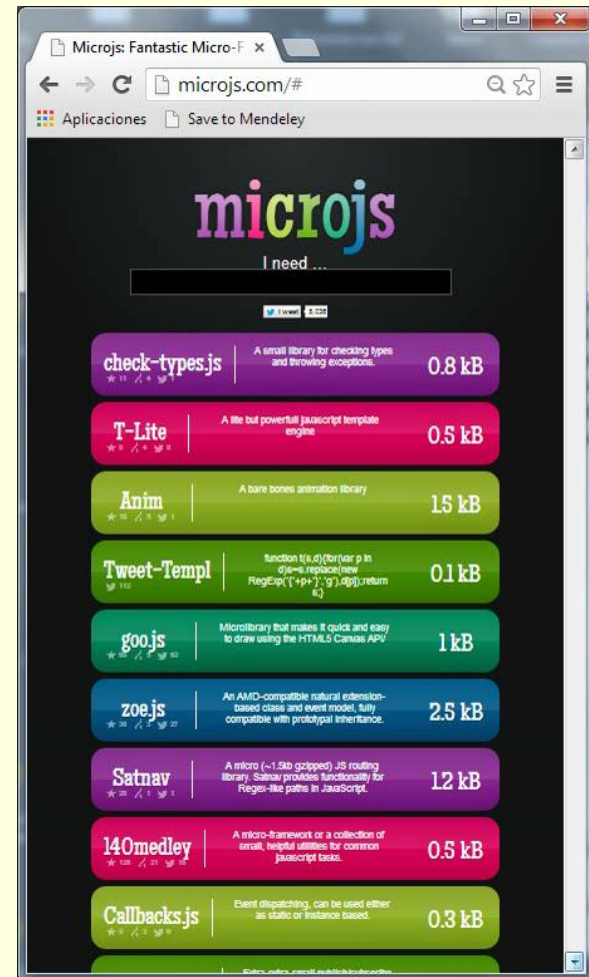 Microjs: Fantastic Micro-F
microjs.com/#
Aplicaciones
Save to Mendeley
microjs
I need ...
Tweet
check-types.js
A small library for checking types
and throwing exceptions.
0.8 kB
T-Lite
A lite but powerfull javascript template
engine
0.5 kB
Anim
A bare bones animation library
1.5 kB
Tweet-Templ
function t(s,d){for(var p in
d)s=s.replace(new
RegExp('{'+p+'}','g'),d[p]);return
s;}
0.1 kB
goo.js
Microlibrary that makes it quick and easy
to draw using the HTML5 Canvas API/
1 kB
zoe.js
An AMD-compatible natural extension-
based class and event model, fully
compatible with prototypal inheritance.
2.5 kB
Satnav
A micro (~1.5kb gzipped) JS routing
library. Satnav provides functionality for
Regex-like paths in JavaScript.
1.2 kB
140medley
A micro-framework or a collection of
small, helpful utilities for common
javascript tasks.
0.5 kB
Callbacks.js
Event dispatching, can be used either
as static or instance based.
0.3 kB